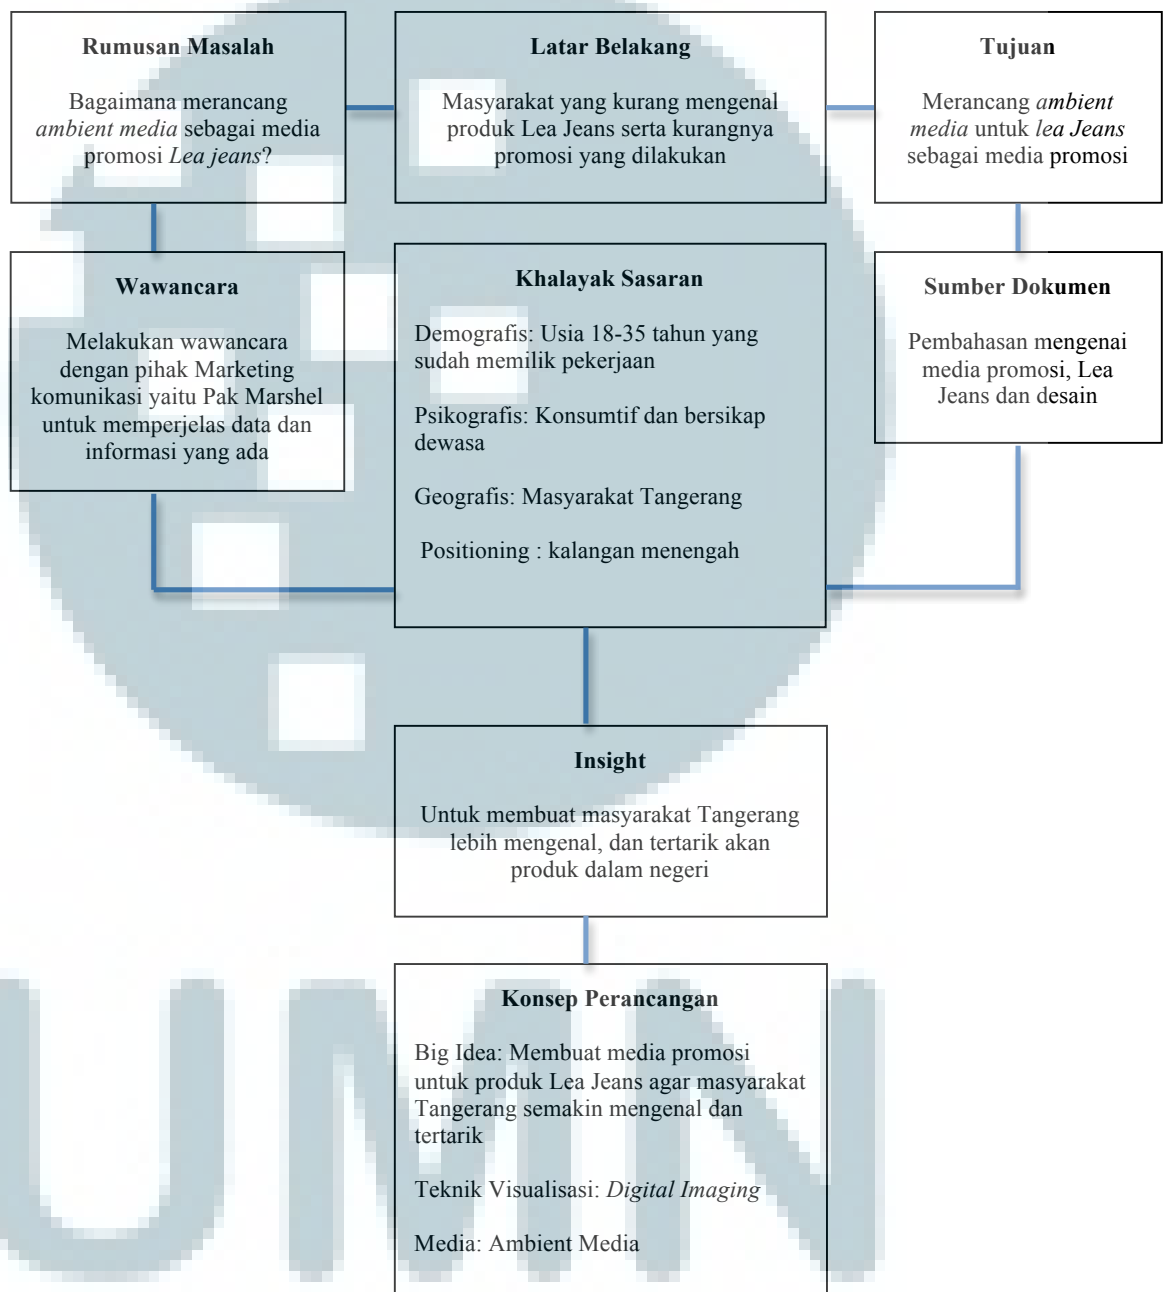 Rumusan Masalah
Bagaimana merancang
ambient media sebagai media
promosi Lea jeans?
Latar Belakang
Masyarakat yang kurang mengenal
produk Lea Jeans serta kurangnya
promosi yang dilakukan
Tujuan
Merancang ambient
media untuk lea Jeans
sebagai media promosi
Wawancara
Melakukan wawancara
dengan pihak Marketing
komunikasi yaitu Pak Marshel
untuk memperjelas data dan
informasi yang ada
Khalayak Sasaran
Demografis: Usia 18-35 tahun yang
sudah memilik pekerjaan
Psikografis: Konsumtif dan bersikap
dewasa
Geografis: Masyarakat Tangerang
Positioning : kalangan menengah
Sumber Dokumen
Pembahasan mengenai
media promosi, Lea
Jeans dan desain
Insight
Untuk membuat masyarakat Tangerang
lebih mengenal, dan tertarik akan
produk dalam negeri
Konsep Perancangan
Big Idea: Membuat media promosi
untuk produk Lea Jeans agar masyarakat
Tangerang semakin mengenal dan
tertarik
Teknik Visualisasi: Digital Imaging
Media: Ambient Media
UMN